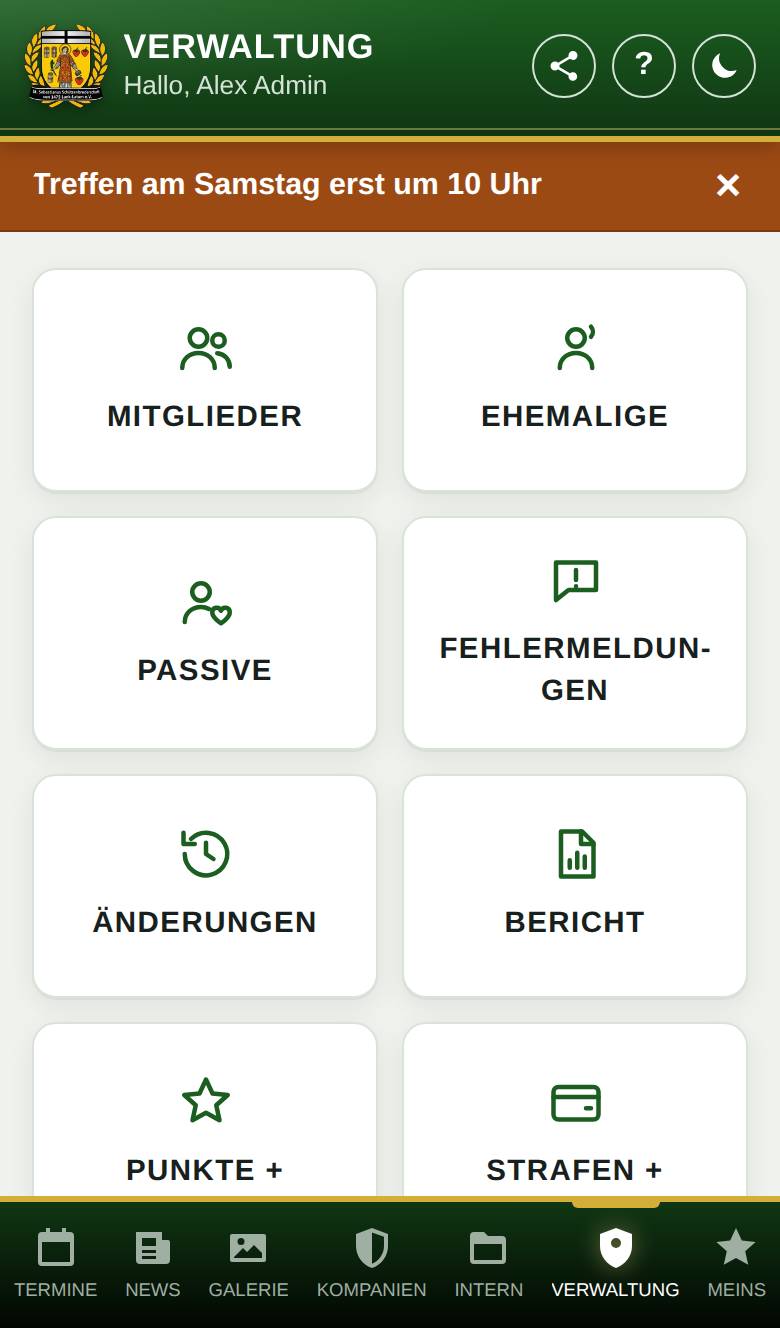 VERWALTUNG
Hallo, Alex Admin
?
Treffen am Samstag erst um 10 Uhr
×
MITGLIEDER
EHEMALIGE
PASSIVE
FEHLERMELDUN-
GEN
ÄNDERUNGEN
BERICHT
PUNKTE +
STRAFEN +
TERMINE
NEWS
GALERIE
KOMPANIEN
INTERN
VERWALTUNG
MEINS